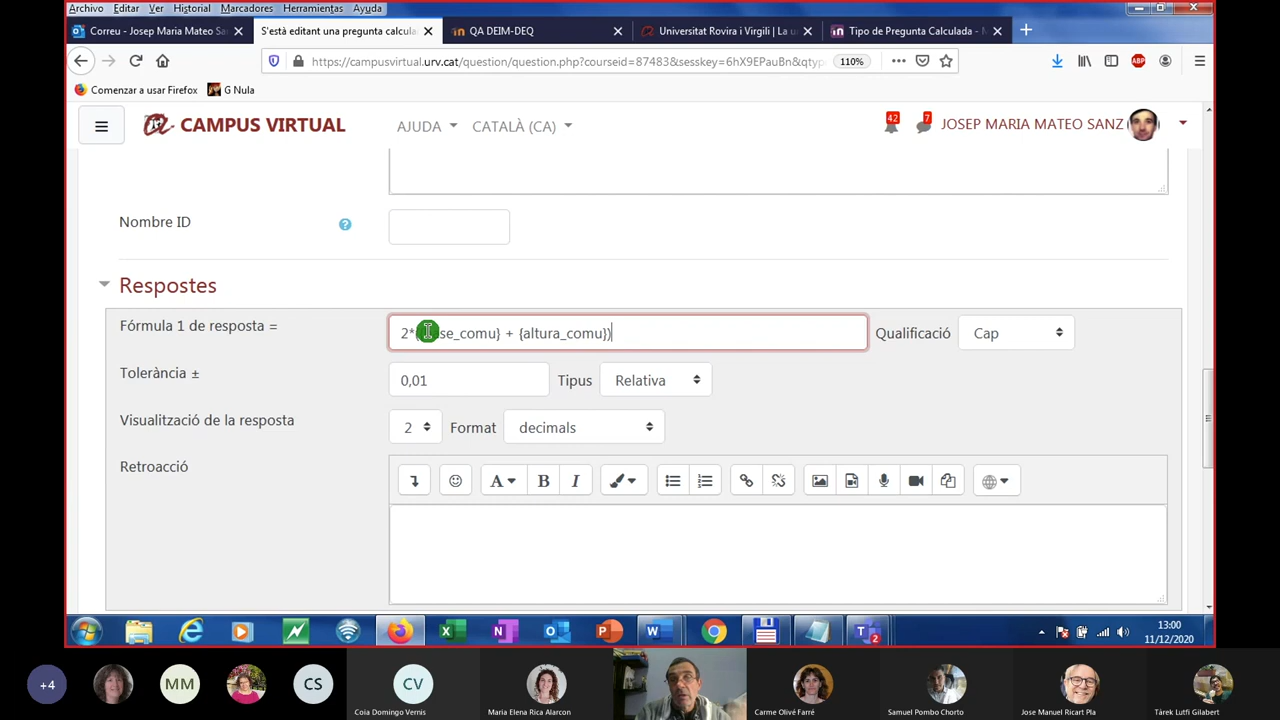 Archivo Editar Ver Historial Marcadores Herramientas Ayuda
Correu - Josep Maria Mateo San
S'està editant una pregunta calcula
QA DEIM-DEQ
Universitat Rovira i Virgili | La u
Tipo de Pregunta Calculada - M
https://campusvirtual.urv.cat/question/question.php?courseid=87483&sesskey=6hX9EPauBn&qtyp
110%
Comenzar a usar Firefox
G Nula
CAMPUS VIRTUAL
AJUDA
CATALÀ (CA)
42
7
JOSEP MARIA MATEO SANZ
Nombre ID
Respostes
Fórmula 1 de resposta =
+ {altura_comu})
Qualificació
Cap
Tolerància ±
0,01
Tipus
Relativa
Visualització de la resposta
2
Format
decimals
Retroacció
13:00
11/12/2020
+4
MM
CS
CV
Coia Domingo Vernis
Maria Elena Rica Alarcon
Carme Olivé Farré
Samuel Pombo Chorto
Jose Manuel Ricart Pla
Tárek Lutfi Gilabert